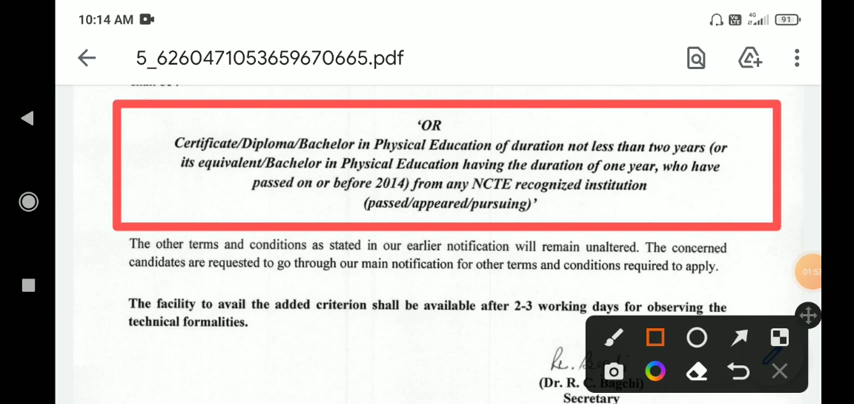 10:14 AM
4G
91
5_6260471053659670665.pdf
‘OR
Certificate/Diploma/Bachelor in Physical Education of duration not less than two years (or
its equivalent/Bachelor in Physical Education having the duration of one year, who have
passed on or before 2014) from any NCTE recognized institution
(passed/appeared/pursuing)’
The other terms and conditions as stated in our earlier notification will remain unaltered. The concerned
candidates are requested to go through our main notification for other terms and conditions required to apply.
The facility to avail the added criterion shall be available after 2-3 working days for observing the
technical formalities.
(Dr. R. C. Bagchi)
Secretary